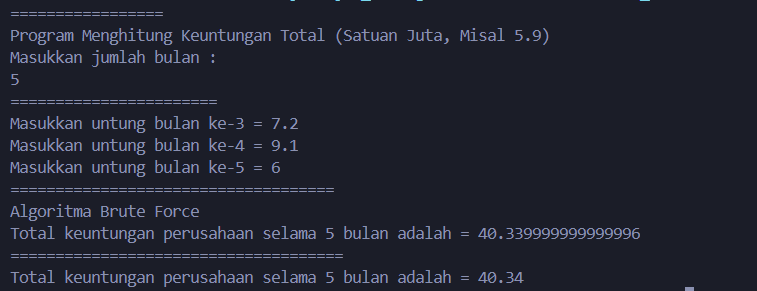 =================
Program Menghitung Keuntungan Total (Satuan Juta, Misal 5.9)
Masukkan jumlah bulan :
5
=======================
Masukkan untung bulan ke-3 = 7.2
Masukkan untung bulan ke-4 = 9.1
Masukkan untung bulan ke-5 = 6
====================================
Algoritma Brute Force
Total keuntungan perusahaan selama 5 bulan adalah = 40.339999999999996
=====================================
Total keuntungan perusahaan selama 5 bulan adalah = 40.34